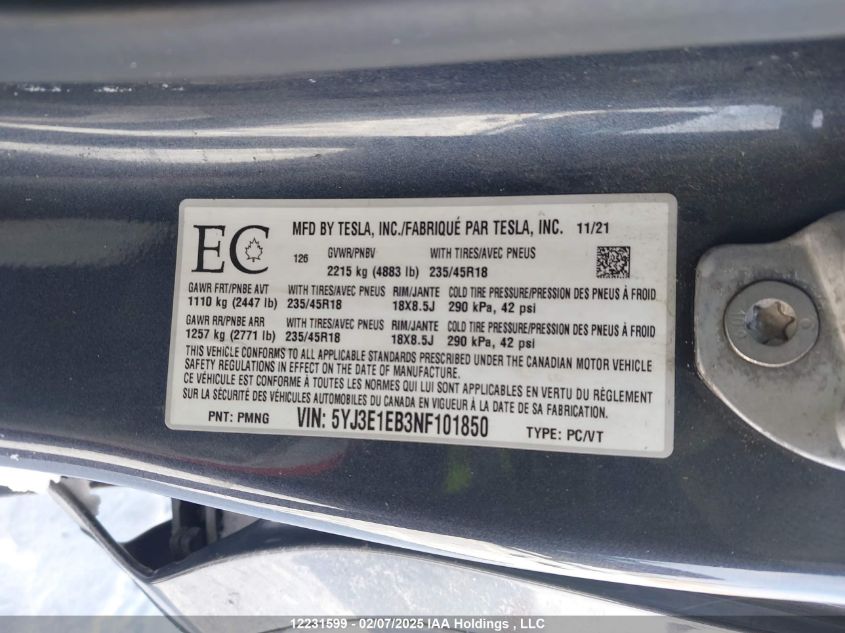 EC
MFD BY TESLA, INC./FABRIQUÉ PAR TESLA, INC. 11/21
126
GVWR/PNBV WITH TIRES/AVEC PNEUS
2215 kg (4883 lb) 235/45R18
GAWR FRT/PNBE AVT WITH TIRES/AVEC PNEUS RIM/JANTE COLD TIRE PRESSURE/PRESSION DES PNEUS À FROID
1110 kg (2447 lb) 235/45R18 18X8.5J 290 kPa, 42 psi
GAWR RR/PNBE ARR WITH TIRES/AVEC PNEUS RIM/JANTE COLD TIRE PRESSURE/PRESSION DES PNEUS À FROID
1257 kg (2771 lb) 235/45R18 18X8.5J 290 kPa, 42 psi
THIS VEHICLE CONFORMS TO ALL APPLICABLE STANDARDS PRESCRIBED UNDER THE CANADIAN MOTOR VEHICLE
SAFETY REGULATIONS IN EFFECT ON THE DATE OF MANUFACTURE.
CE VÉHICULE EST CONFORME À TOUTES LES NORMES QUI LUI SONT APPLICABLES EN VERTU DU RÈGLEMENT
SUR LA SÉCURITÉ DES VÉHICULES AUTOMOBILES DU CANADA EN VIGUEUR À LA DATE DE SA FABRICATION.
PNT: PMNG VIN: 5YJ3E1EB3NF101850 TYPE: PC/VT
12231599 - 02/07/2025 IAA Holdings , LLC